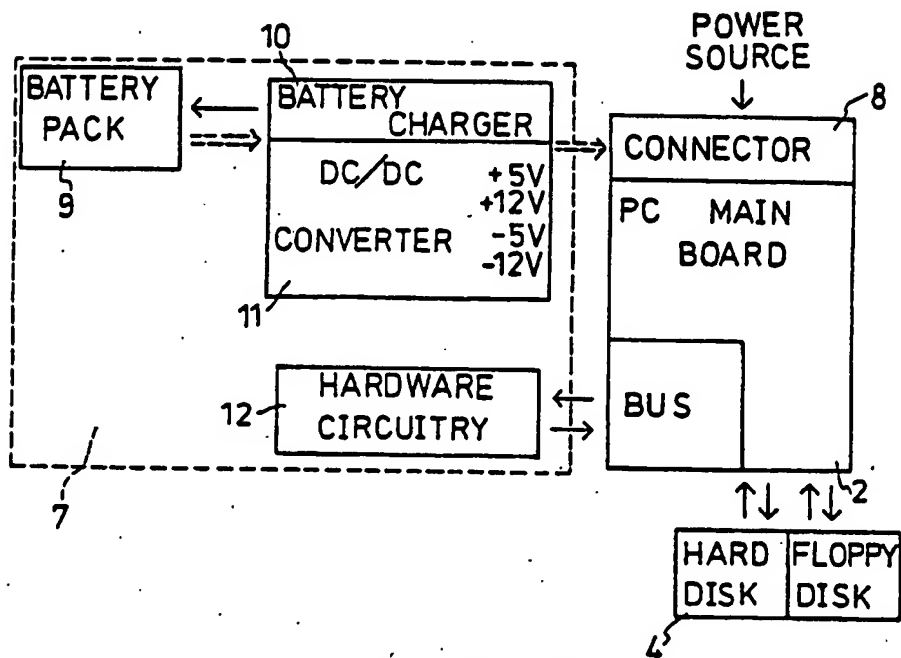 POWER
SOURCE
10
8
BATTERY
PACK
9
BATTERY
CHARGER
DC/DC
CONVERTER
+5V
+12V
-5V
-12V
11
CONNECTOR
PC MAIN
BOARD
BUS
2
12
HARDWARE
CIRCUITRY
7
HARD
DISK
FLOPPY
DISK
4